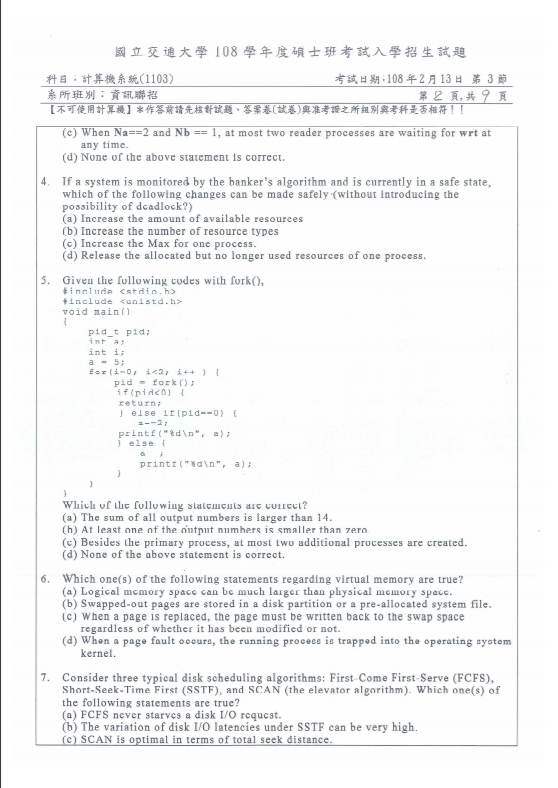 國立交通大學 108 學年度碩士班考試入學招生試題
科目：計算機系統(1103)
考試日期：108 年 2 月 13 日 第 3 節
系所班別：資訊聯招
第 2 頁,共 9 頁
【不可使用計算機】*作答前請先核對試題、答案卷(試卷)與准考證之所組別與考科是否相符！！
(c) When Na==2 and Nb == 1, at most two reader processes are waiting for wrt at
any time.
(d) None of the above statement is correct.
4. If a system is monitored by the banker's algorithm and is currently in a safe state,
which of the following changes can be made safely (without introducing the
possibility of deadlock?)
(a) Increase the amount of available resources
(b) Increase the number of resource types
(c) Increase the Max for one process.
(d) Release the allocated but no longer used resources of one process.
5. Given the following codes with fork(),
#include <stdio.h>
#include <unistd.h>
void main()
{
pid_t pid;
int a;
int i;
a = 5;
for(i=0; i<2; i++ ) {
pid = fork();
if(pid<0) {
return;
} else if(pid==0) {
a-=2;
printf("%d\n", a);
} else {
a ;
printf("%d\n", a);
}
}
}
Which of the following statements are correct?
(a) The sum of all output numbers is larger than 14.
(b) At least one of the output numbers is smaller than zero.
(c) Besides the primary process, at most two additional processes are created.
(d) None of the above statement is correct.
6. Which one(s) of the following statements regarding virtual memory are true?
(a) Logical memory space can be much larger than physical memory space.
(b) Swapped-out pages are stored in a disk partition or a pre-allocated system file.
(c) When a page is replaced, the page must be written back to the swap space
regardless of whether it has been modified or not.
(d) When a page fault occurs, the running process is trapped into the operating system
kernel.
7. Consider three typical disk scheduling algorithms: First-Come First-Serve (FCFS),
Short-Seek-Time First (SSTF), and SCAN (the elevator algorithm). Which one(s) of
the following statements are true?
(a) FCFS never starves a disk I/O request.
(b) The variation of disk I/O latencies under SSTF can be very high.
(c) SCAN is optimal in terms of total seek distance.